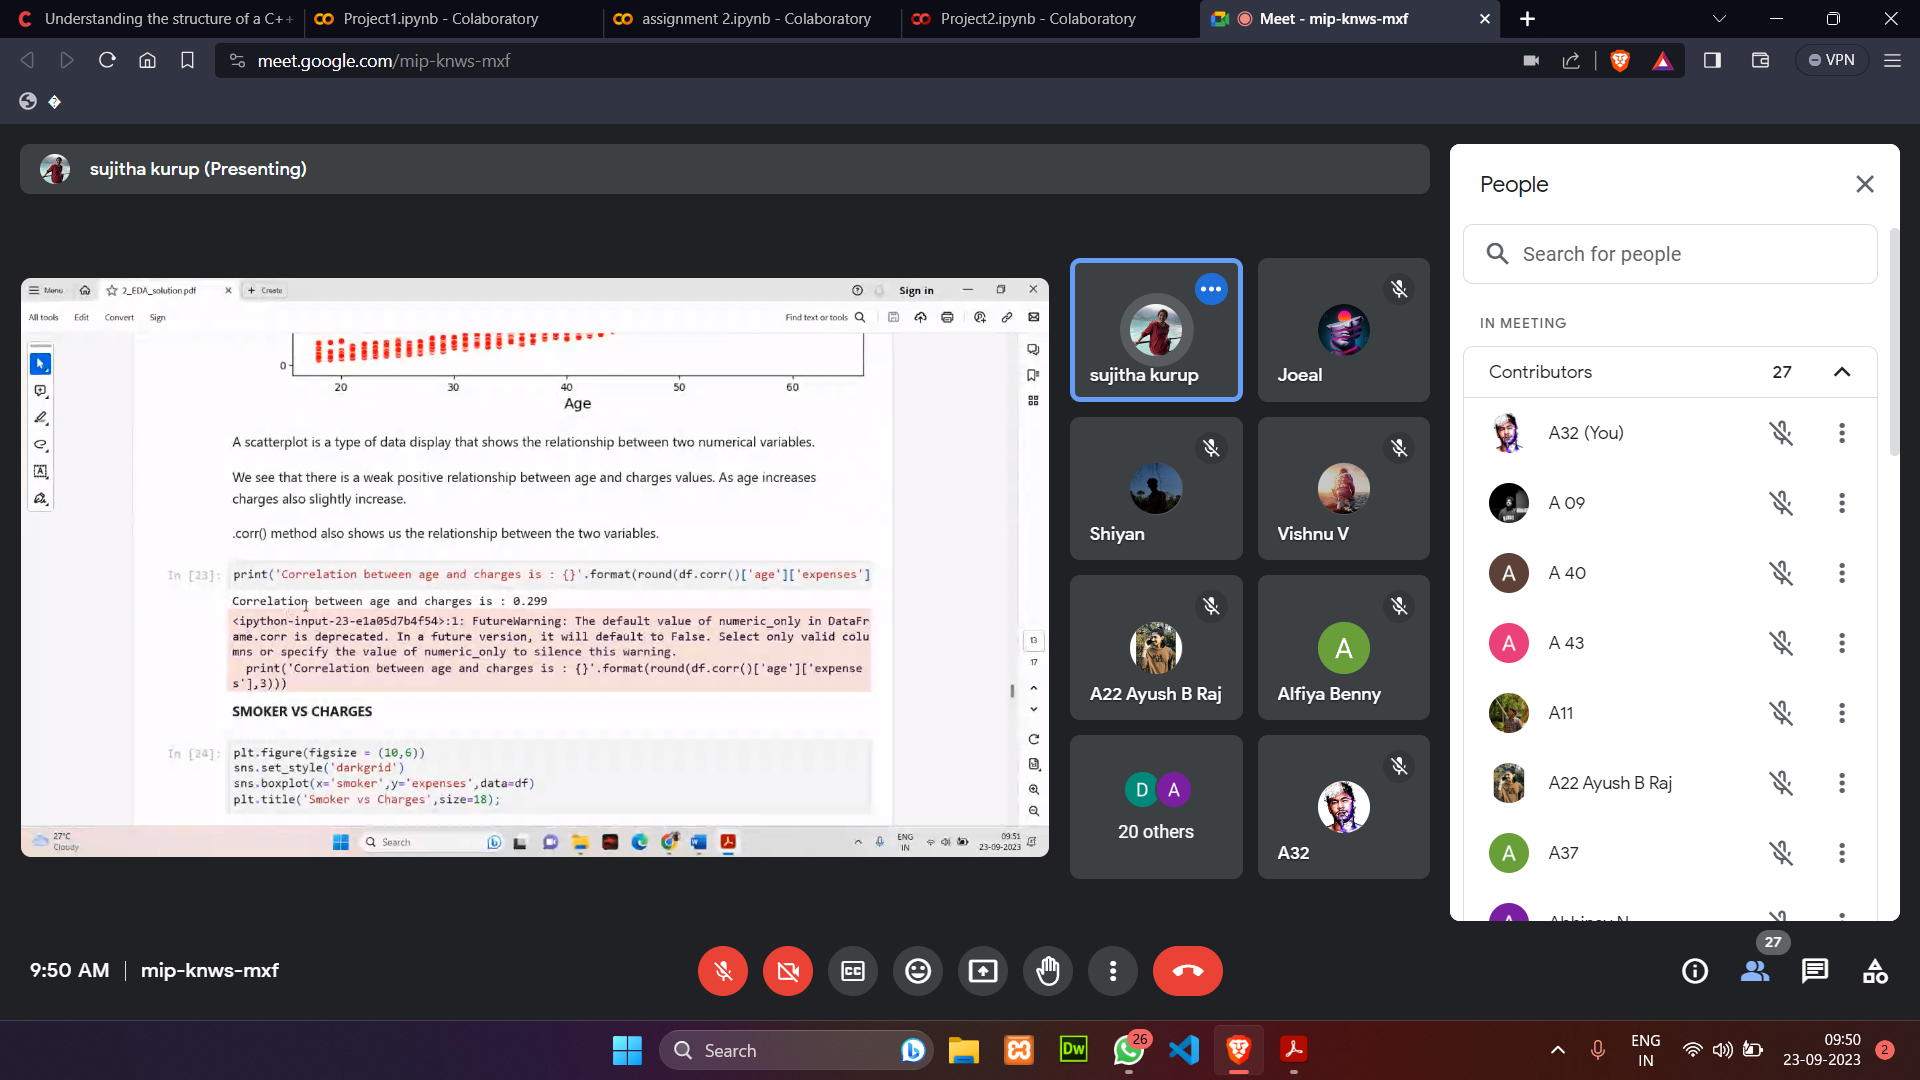 Understanding the structure of a C++
Project1.ipynb - Colaboratory
assignment 2.ipynb - Colaboratory
Project2.ipynb - Colaboratory
Meet - mip-knws-mxf
meet.google.com/mip-knws-mxf
VPN
sujitha kurup (Presenting)
Menu
2_EDA_solution.pdf
Create
Sign in
All tools
Edit
Convert
Sign
Find text or tools
0
20
30
40
50
60
Age
A scatterplot is a type of data display that shows the relationship between two numerical variables.
We see that there is a weak positive relationship between age and charges values. As age increases
charges also slightly increase.
.corr() method also shows us the relationship between the two variables.
In [23]:
print('Correlation between age and charges is : {}'.format(round(df.corr()['age']['expenses']
Correlation between age and charges is : 0.299
<ipython-input-23-e1a05d7b4f54>:1: FutureWarning: The default value of numeric_only in DataFr
ame.corr is deprecated. In a future version, it will default to False. Select only valid colu
mns or specify the value of numeric_only to silence this warning.
print('Correlation between age and charges is : {}'.format(round(df.corr()['age']['expense
s'],3)))
SMOKER VS CHARGES
In [24]:
plt.figure(figsize = (10,6))
sns.set_style('darkgrid')
sns.boxplot(x='smoker',y='expenses',data=df)
plt.title('Smoker vs Charges',size=18);
13
17
27°C
Cloudy
Search
ENG
IN
09:51
23-09-2023
sujitha kurup
Joeal
Shiyan
Vishnu V
A22 Ayush B Raj
A
Alfiya Benny
D
A
20 others
A32
People
Search for people
IN MEETING
Contributors
27
A32 (You)
A 09
A
A 40
A
A 43
A11
A22 Ayush B Raj
A
A37
9:50 AM
mip-knws-mxf
CC
27
Search
Dw
26
ENG
IN
09:50
23-09-2023
2